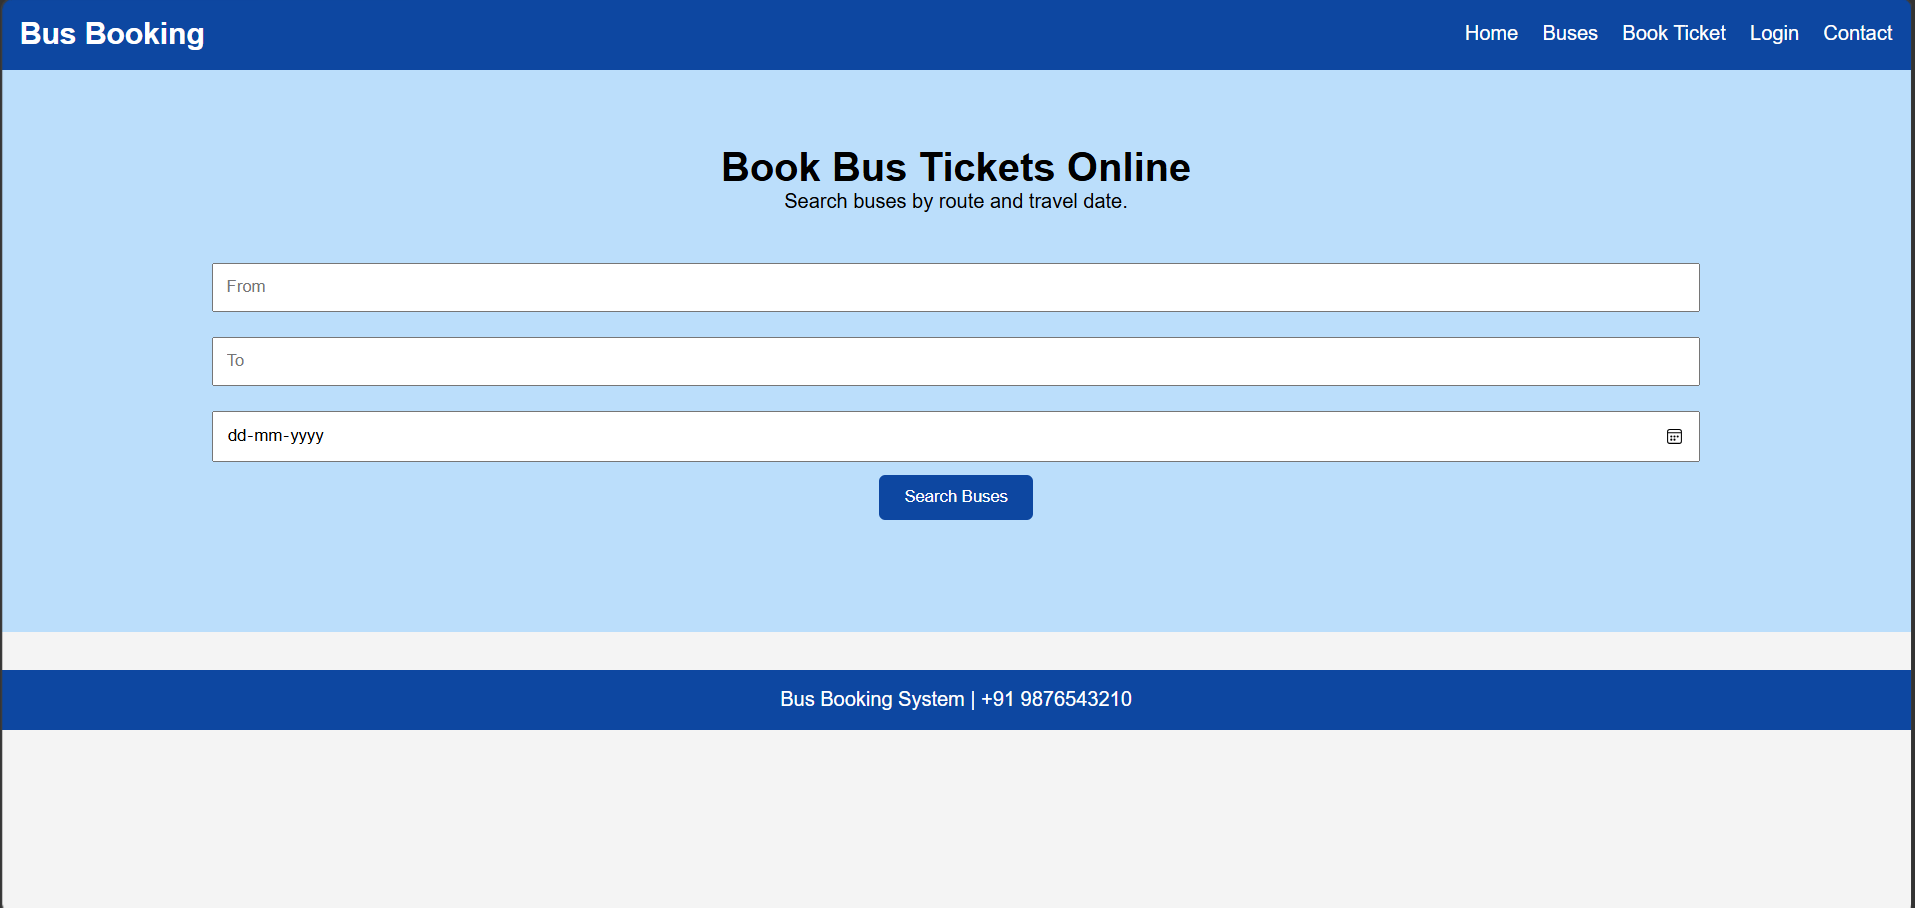 Bus Booking
Home Buses Book Ticket Login Contact
Book Bus Tickets Online
Search buses by route and travel date.
From
To
dd-mm-yyyy
Search Buses
Bus Booking System | +91 9876543210